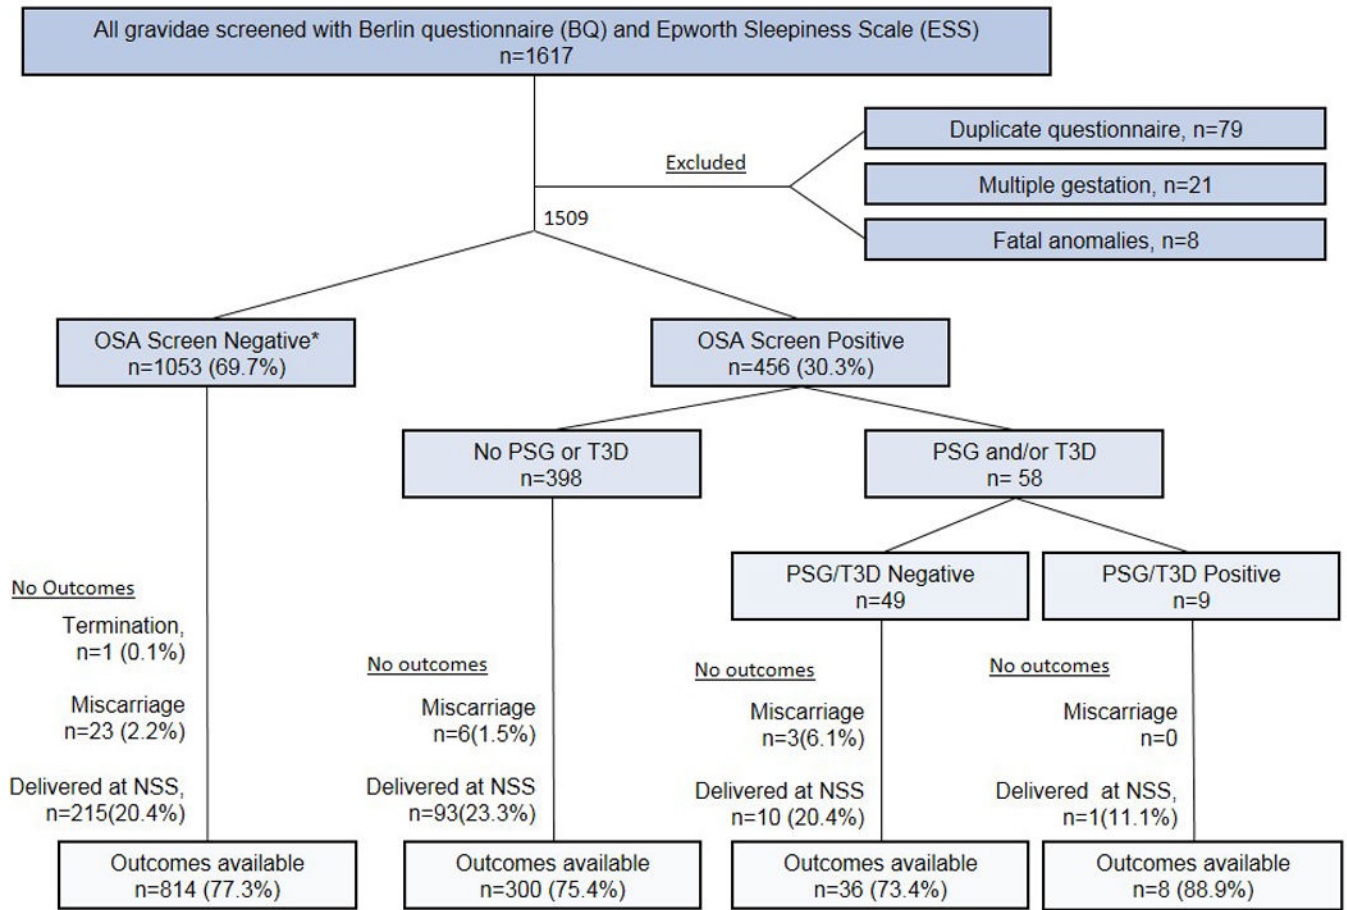 All gravidae screened with Berlin questionnaire (BQ) and Epworth Sleepiness Scale (ESS)
n=1617
Duplicate questionnaire, n=79
Excluded
Multiple gestation, n=21
1509
Fatal anomalies, n=8
OSA Screen Negative*
n=1053 (69.7%)
OSA Screen Positive
n=456 (30.3%)
No PSG or T3D
n=398
PSG and/or T3D
n= 58
PSG/T3D Negative
n=49
PSG/T3D Positive
n=9
No Outcomes
Termination,
n=1 (0.1%)
Miscarriage
n=23 (2.2%)
Delivered at NSS,
n=215(20.4%)
No outcomes
Miscarriage
n=6(1.5%)
Delivered at NSS
n=93(23.3%)
No outcomes
Miscarriage
n=3(6.1%)
Delivered at NSS
n=10 (20.4%)
No outcomes
Miscarriage
n=0
Delivered at NSS,
n=1(11.1%)
Outcomes available
n=814 (77.3%)
Outcomes available
n=300 (75.4%)
Outcomes available
n=36 (73.4%)
Outcomes available
n=8 (88.9%)